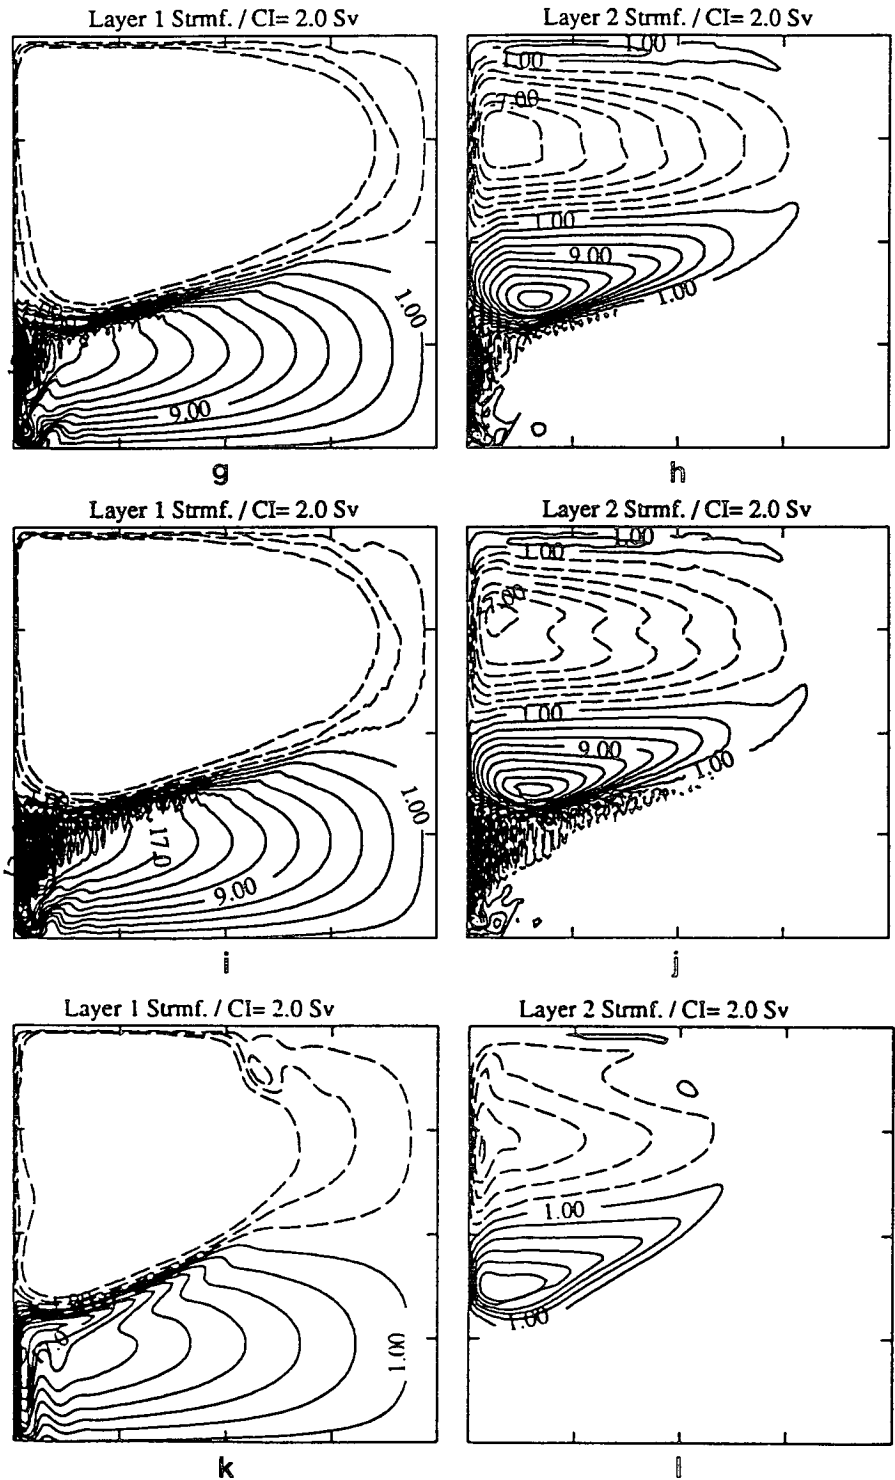 Layer 1 Strmf. / CI= 2.0 Sv
Layer 2 Strmf. / CI= 2.0 Sv
1.00
1.00
-7.00
1.00
9.00
1.00
1.00
9.00
g
h
Layer 1 Strmf. / CI= 2.0 Sv
Layer 2 Strmf. / CI= 2.0 Sv
1.00
1.00
-7.00
1.00
9.00
1.00
1.00
17.0
9.00
i
j
Layer 1 Strmf. / CI= 2.0 Sv
Layer 2 Strmf. / CI= 2.0 Sv
1.00
1.00
1.00
k
l